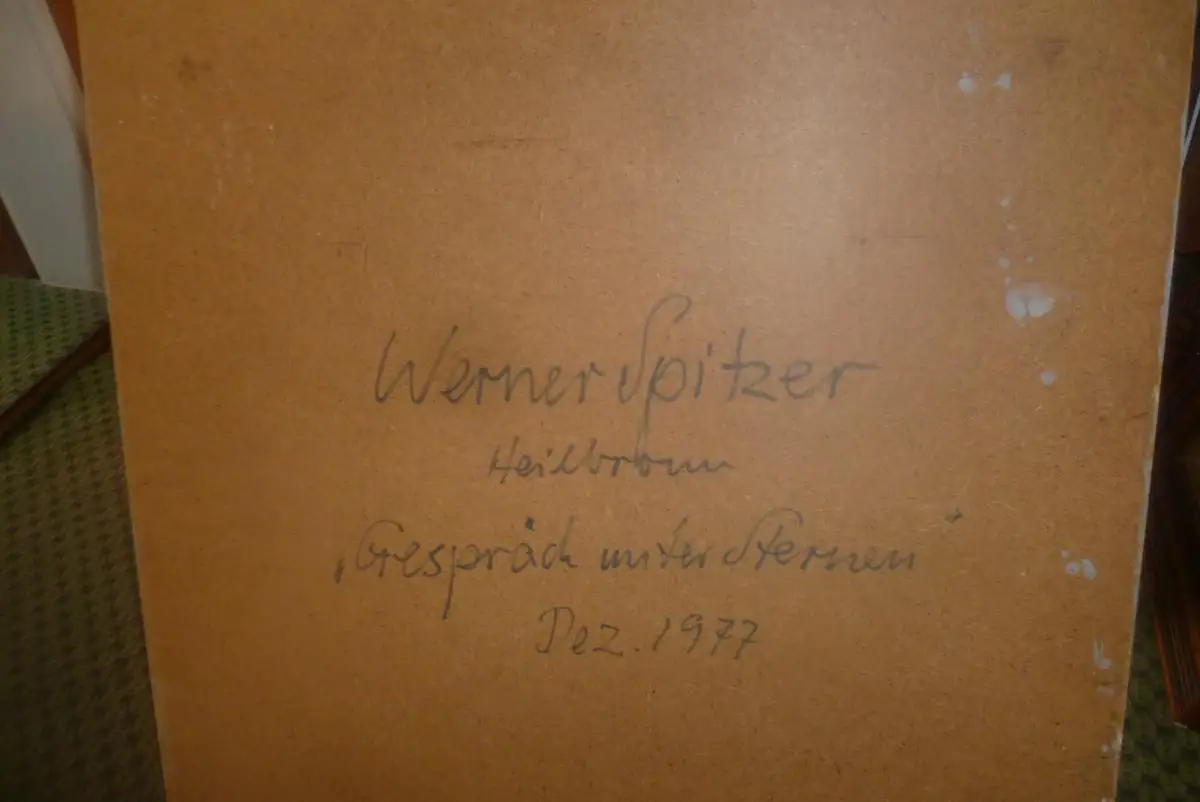 Werner Spitzer
Heilbronn
„Gespräch unter Sternen"
Dez. 1977